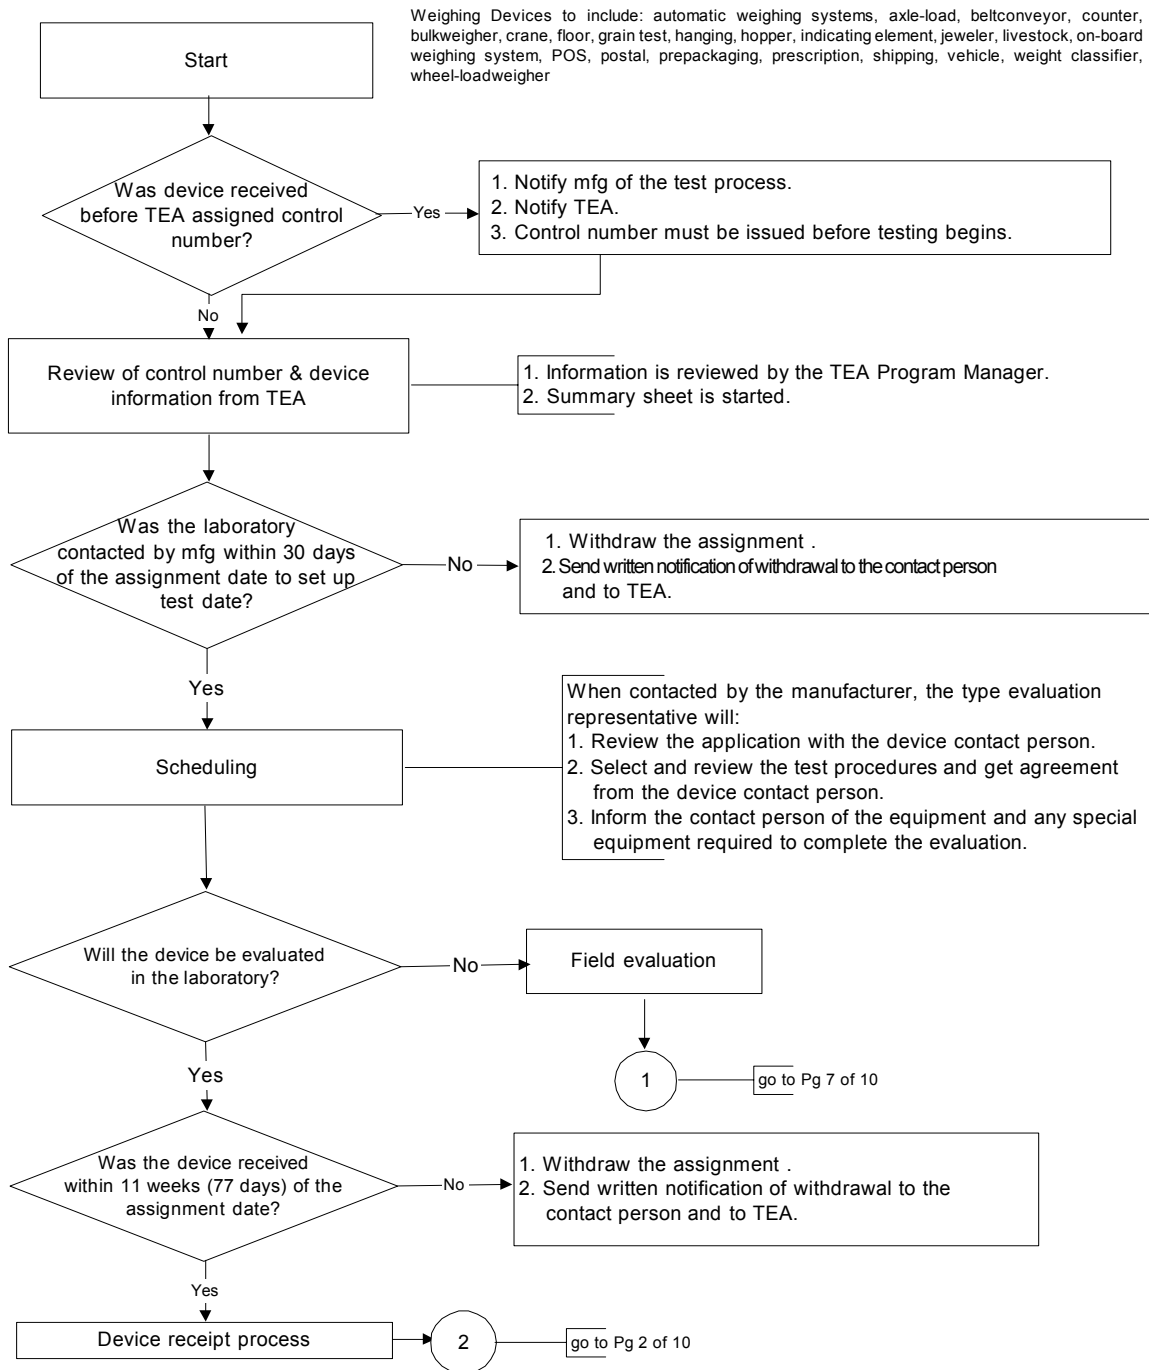 Weighing Devices to include: automatic weighing systems, axle-load, beltconveyor, counter,
bulkweigher, crane, floor, grain test, hanging, hopper, indicating element, jeweler, livestock, on-board
weighing system, POS, postal, prepackaging, prescription, shipping, vehicle, weight classifier,
wheel-loadweigher
Start
Was device received
before TEA assigned control
number?
Yes
1. Notify mfg of the test process.
2. Notify TEA.
3. Control number must be issued before testing begins.
No
Review of control number & device
information from TEA
1. Information is reviewed by the TEA Program Manager.
2. Summary sheet is started.
Was the laboratory
contacted by mfg within 30 days
of the assignment date to set up
test date?
No
1. Withdraw the assignment .
2. Send written notification of withdrawal to the contact person
and to TEA.
Yes
Scheduling
When contacted by the manufacturer, the type evaluation
representative will:
1. Review the application with the device contact person.
2. Select and review the test procedures and get agreement
from the device contact person.
3. Inform the contact person of the equipment and any special
equipment required to complete the evaluation.
Will the device be evaluated
in the laboratory?
No
Field evaluation
1
go to Pg 7 of 10
Yes
Was the device received
within 11 weeks (77 days) of the
assignment date?
No
1. Withdraw the assignment .
2. Send written notification of withdrawal to the
contact person and to TEA.
Yes
Device receipt process
2
go to Pg 2 of 10